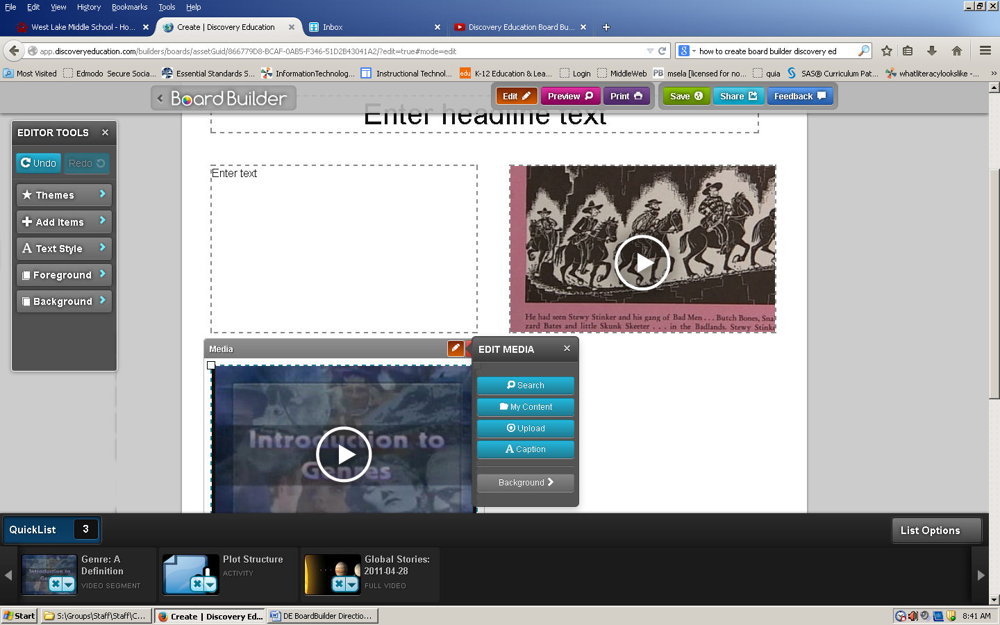 File Edit View History Bookmarks Tools Help
West Lake Middle School - Ho...
Create | Discovery Education
Inbox
Discovery Education Board Bu...
app.discoveryeducation.com/builders/boards/assetGuid/866779D8-BCAF-0AB5-F346-51D2B43041A2/?edit=true#mode=edit
how to create board builder discovery ed
Most Visited
Edmodo Secure Socia...
Essential Standards S...
InformationTechnolog...
Instructional Technol...
edu K-12 Education & Lea...
Login
MiddleWeb
PB msela [licensed for no...
quia
SAS® Curriculum Pat...
whatliteracylookslike - ...
Board Builder
Edit
Preview
Print
Save
Share
Feedback
Enter headline text
EDITOR TOOLS
Undo
Redo
Themes
Add Items
A Text Style
Foreground
Background
Enter text
He had seen Stewy Stinker and his gang of Bad Men . . . Butch Bones, Sna
zard Bates and little Skunk Skeeter . . . in the Badlands. Stewy Stink
Media
EDIT MEDIA
Search
My Content
Upload
A Caption
Background
Introduction to
Genres
QuickList 3
List Options
Introduction to
Genre: A
Definition
VIDEO SEGMENT
Plot Structure
ACTIVITY
Global Stories:
2011-04-28
FULL VIDEO
Start
S:\Groups\Staff\Staff\C...
Create | Discovery Ed...
DE BoardBuilder Directio...
8:41 AM